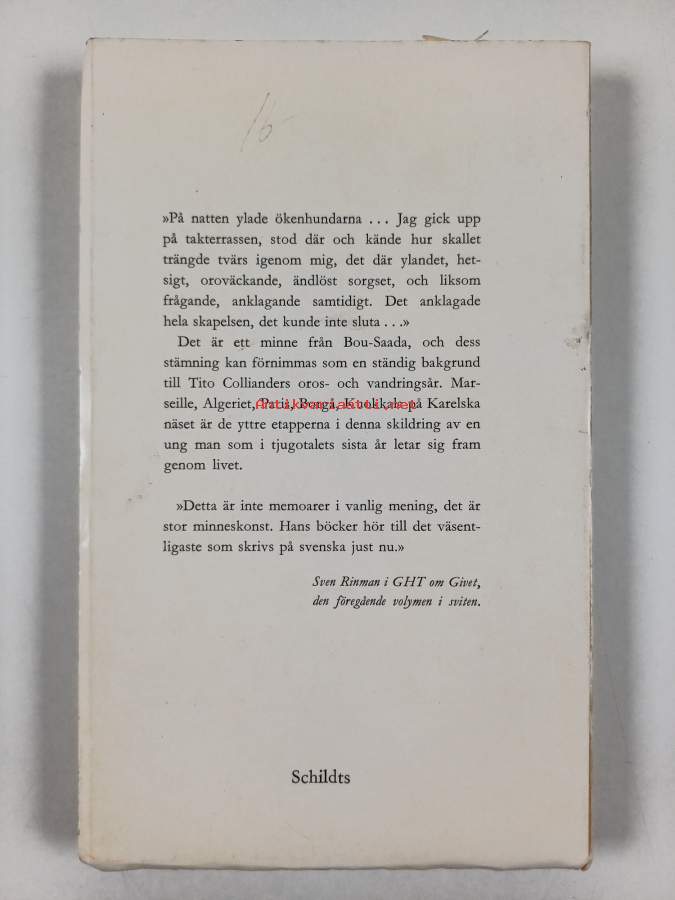 15-
»På natten ylade ökenhundarna . . . Jag gick upp
på takterrassen, stod där och kände hur skallet
trängde tvärs igenom mig, det där ylandet, het-
sigt, oroväckande, ändlöst sorgset, och liksom
frågande, anklagande samtidigt. Det anklagade
hela skapelsen, det kunde inte sluta . . .»
Det är ett minne från Bou-Saada, och dess
stämning kan förnimmas som en ständig bakgrund
till Tito Collianders oros- och vandringsår. Mar-
seille, Algeriet, Paris, Borgå, Kuokkala på Karelska
Antikvariaatti.net
näset är de yttre etapperna i denna skildring av en
ung man som i tjugotalets sista år letar sig fram
genom livet.
»Detta är inte memoarer i vanlig mening, det är
stor minneskonst. Hans böcker hör till det väsent-
ligaste som skrivs på svenska just nu.»
Sven Rinman i GHT om Givet,
den föregående volymen i sviten.
Schildts